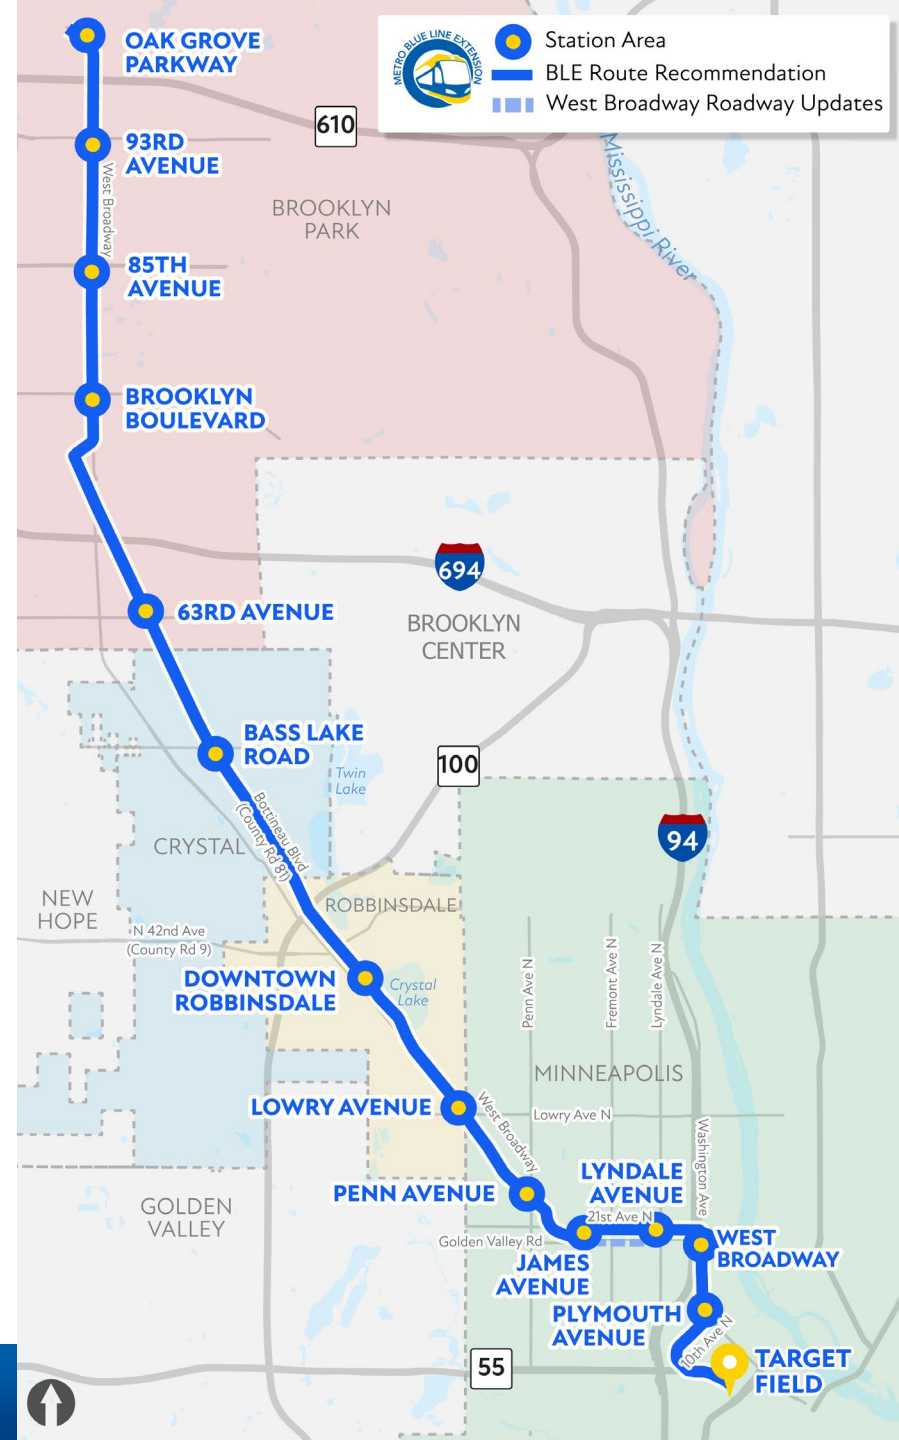 METRO BLUE LINE EXTENSION
Station Area
BLE Route Recommendation
West Broadway Roadway Updates
OAK GROVE
PARKWAY
610
93RD
AVENUE
West Broadway
BROOKLYN
PARK
Mississippi River
85TH
AVENUE
BROOKLYN
BOULEVARD
694
63RD AVENUE
BROOKLYN
CENTER
BASS LAKE
ROAD
100
Twin
Lake
Bottineau Blvd
(County Rd 81)
CRYSTAL
94
NEW
HOPE
ROBBINSDALE
N 42nd Ave
(County Rd 9)
DOWNTOWN
ROBBINSDALE
Crystal
Lake
Penn Ave N
Fremont Ave N
Lyndale Ave N
MINNEAPOLIS
LOWRY AVENUE
West Broadway
Lowry Ave N
Washington Ave
PENN AVENUE
LYNDALE
AVENUE
GOLDEN
VALLEY
21st Ave N
Golden Valley Rd
WEST
BROADWAY
JAMES
AVENUE
PLYMOUTH
AVENUE
10th Ave N
55
TARGET
FIELD